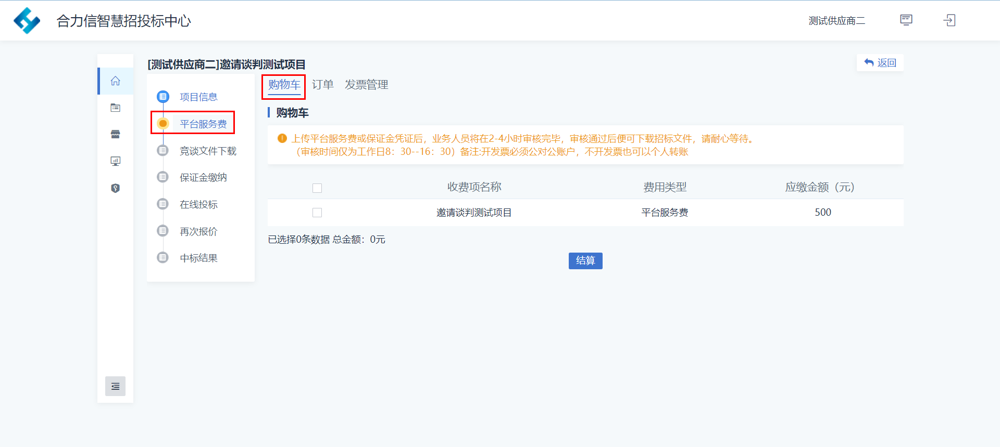 合力信智慧招投标中心
测试供应商二
[测试供应商二]邀请谈判测试项目
返回
项目信息
平台服务费
竞谈文件下载
保证金缴纳
在线投标
再次报价
中标结果
购物车 订单 发票管理
购物车
上传平台服务费或保证金凭证后，业务人员将在2-4小时审核完毕，审核通过后便可下载招标文件，请耐心等待。
（审核时间仅为工作日8：30--16：30）备注:开发票必须公对公账户，不开发票也可以个人转账
收费项名称 费用类型 应缴金额（元）
邀请谈判测试项目 平台服务费 500
已选择0条数据 总金额：0元
结算